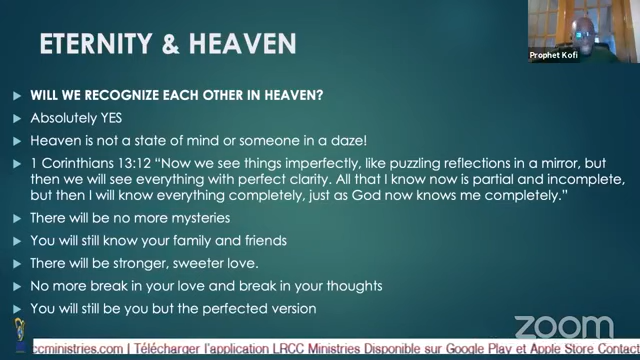 ETERNITY & HEAVEN
Prophet Kofi
WILL WE RECOGNIZE EACH OTHER IN HEAVEN?
Absolutely YES
Heaven is not a state of mind or someone in a daze!
1 Corinthians 13:12 “Now we see things imperfectly, like puzzling reflections in a mirror, but
then we will see everything with perfect clarity. All that I know now is partial and incomplete,
but then I will know everything completely, just as God now knows me completely.”
There will be no more mysteries
You will still know your family and friends
There will be stronger, sweeter love.
No more break in your love and break in your thoughts
You will still be you but the perfected version
zoom
ccministries.com | Télécharger l'application LRCC Ministries Disponible sur Google Play et Apple Store Contact